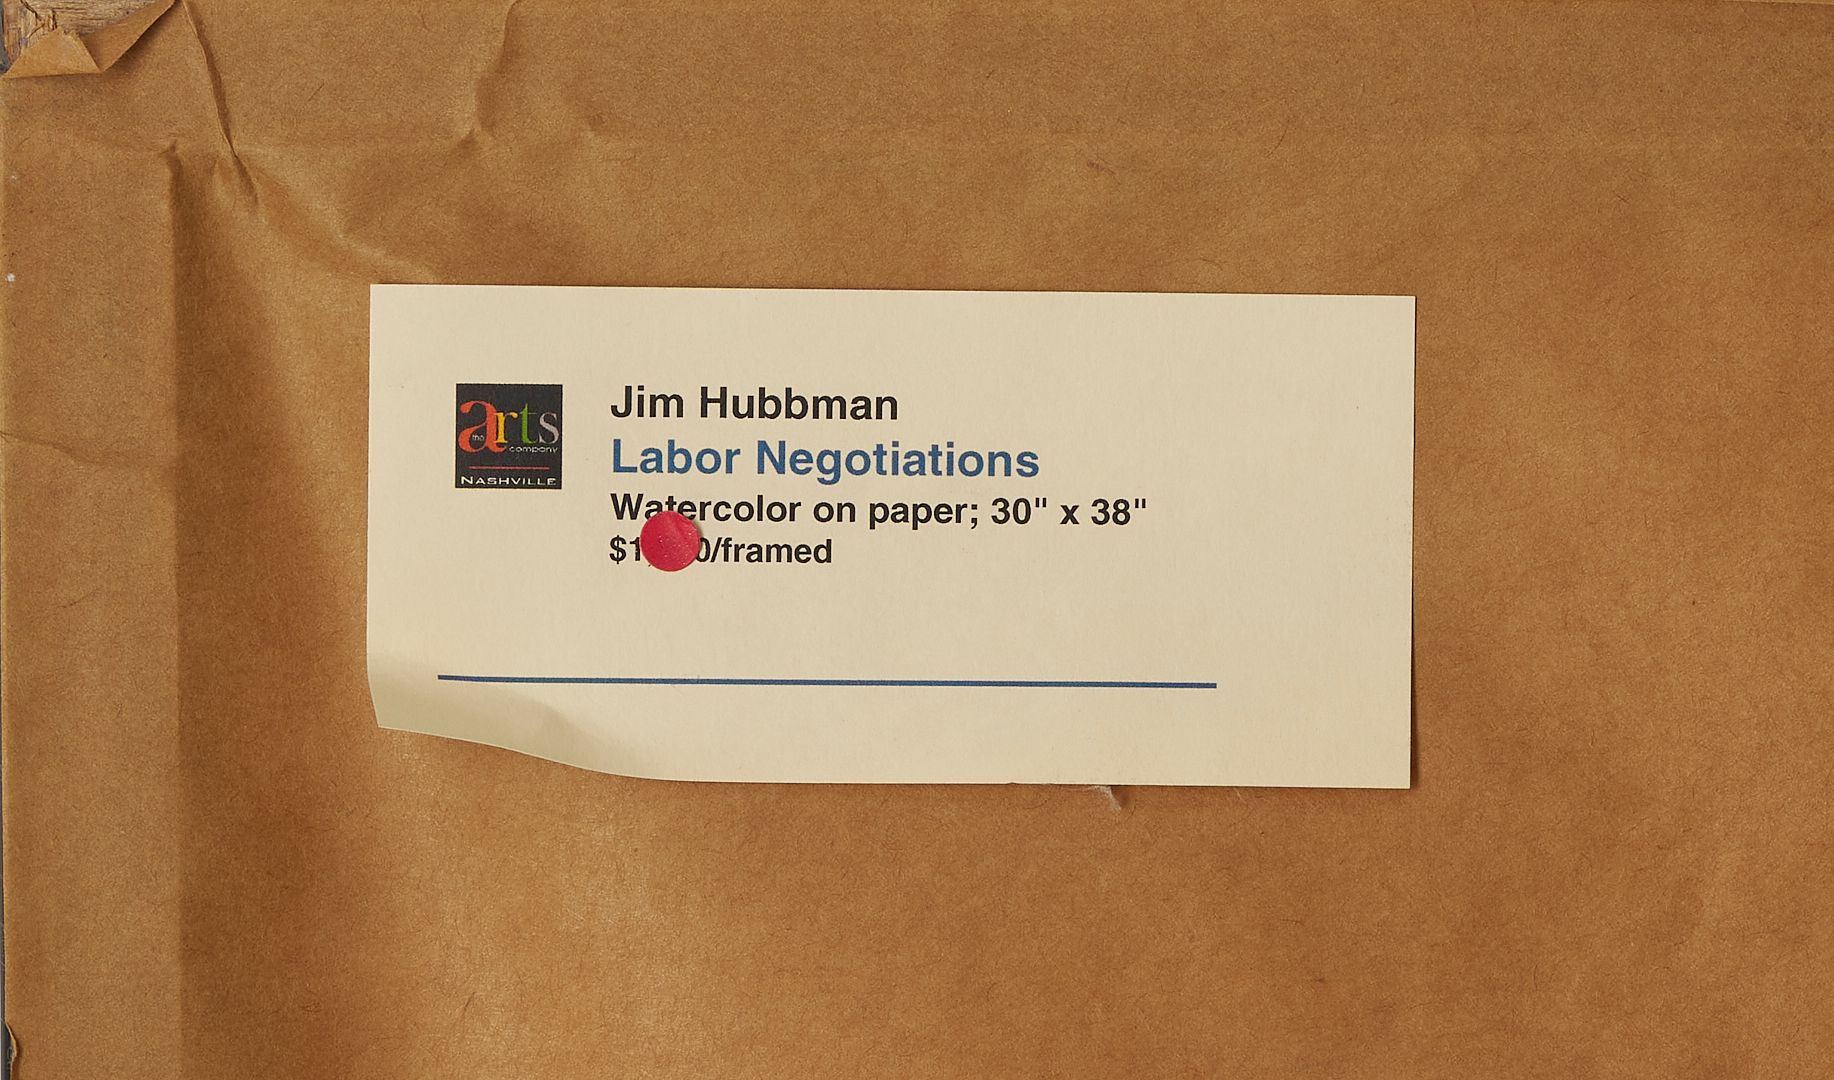 the arts
company
NASHVILLE
Jim Hubbman
Labor Negotiations
Watercolor on paper; 30" x 38"
/framed